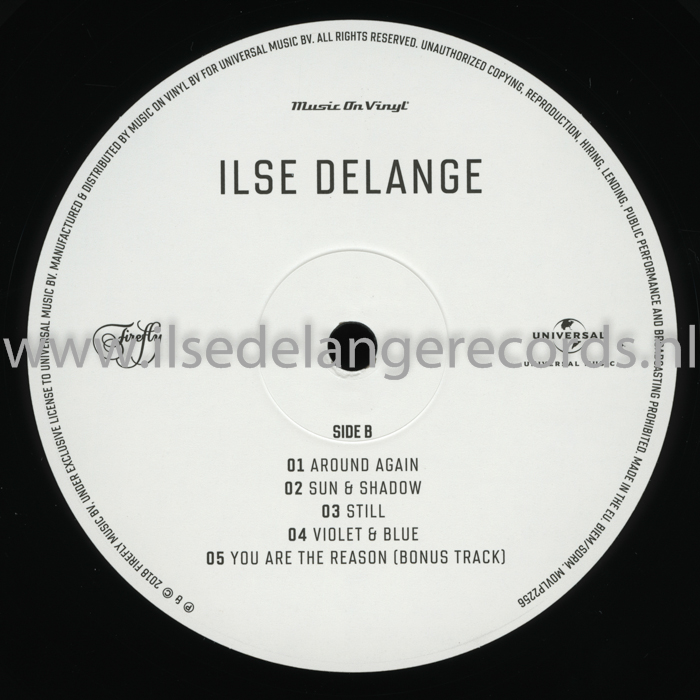 MANUFACTURED & DISTRIBUTED BY MUSIC ON VINYL BV FOR UNIVERSAL MUSIC BV. ALL RIGHTS RESERVED. UNAUTHORIZED COPYING, REPRODUCTION, HIRING, LENDING, PUBLIC PERFORMANCE AND BROADCASTING PROHIBITED. MADE IN THE EU. BIEM/SDRM. MOVLP2256
Music On Vinyl
ILSE DELANGE
firefly
UNIVERSAL
UNIVERSAL MUSIC
www.ilsedelangerecords.nl
SIDE B
01 AROUND AGAIN
02 SUN & SHADOW
03 STILL
04 VIOLET & BLUE
05 YOU ARE THE REASON (BONUS TRACK)
℗ & © 2018 FIREFLY MUSIC BV. UNDER EXCLUSIVE LICENSE TO UNIVERSAL MUSIC BV.